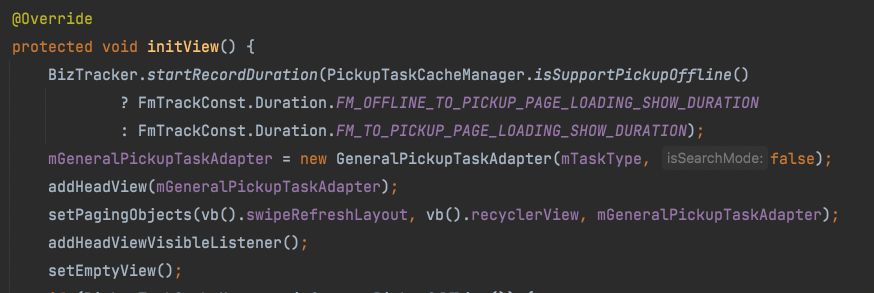 @Override
protected void initView() {
BizTracker.startRecordDuration(PickupTaskCacheManager.isSupportPickupOffline()
? FmTrackConst.Duration.FM_OFFLINE_TO_PICKUP_PAGE_LOADING_SHOW_DURATION
: FmTrackConst.Duration.FM_TO_PICKUP_PAGE_LOADING_SHOW_DURATION);
mGeneralPickupTaskAdapter = new GeneralPickupTaskAdapter(mTaskType, isSearchMode: false);
addHeadView(mGeneralPickupTaskAdapter);
setPagingObjects(vb().swipeRefreshLayout, vb().recyclerView, mGeneralPickupTaskAdapter);
addHeadViewVisibleListener();
setEmptyView();